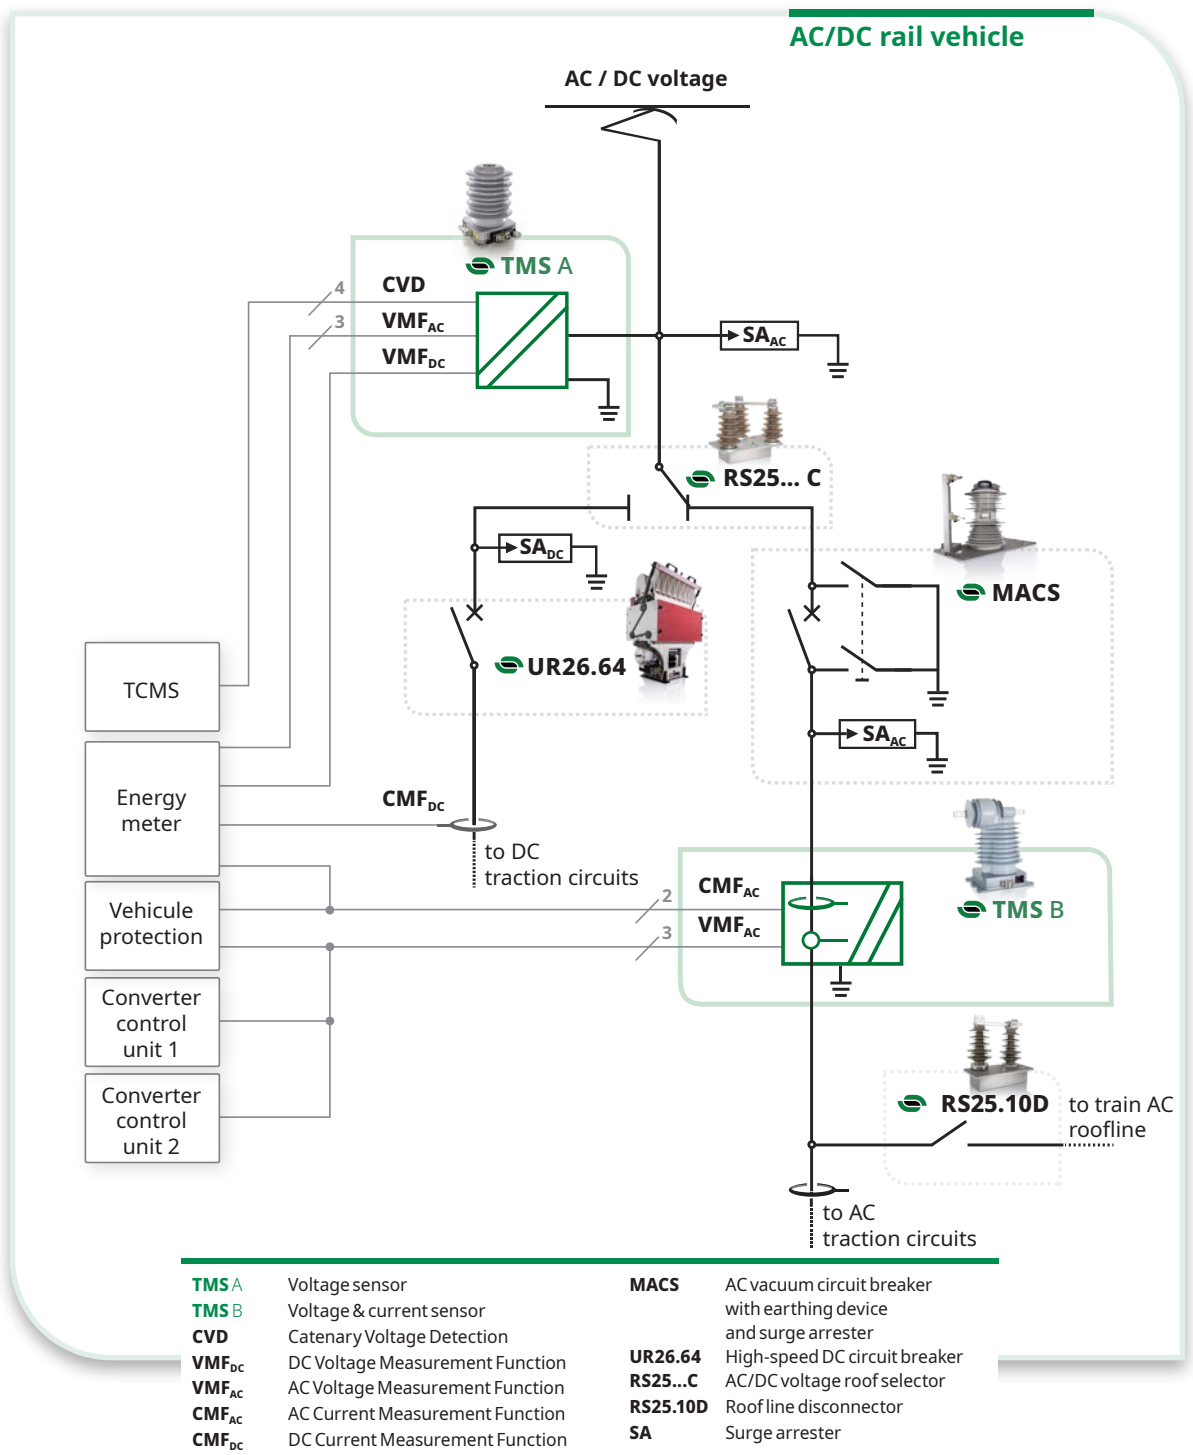 AC/DC rail vehicle
AC / DC voltage
TMS A
4
CVD
3
VMFAC
VMFDC
SAAC
RS25... C
SADC
MACS
UR26.64
TCMS
SAAC
Energy
meter
CMFDC
to DC
traction circuits
2
CMFAC
Vehicule
protection
3
VMFAC
TMS B
Converter
control
unit 1
Converter
control
unit 2
RS25.10D
to train AC
roofline
to AC
traction circuits
TMS A Voltage sensor
TMS B Voltage & current sensor
CVD Catenary Voltage Detection
VMFDC DC Voltage Measurement Function
VMFAC AC Voltage Measurement Function
CMFAC AC Current Measurement Function
CMFDC DC Current Measurement Function
MACS AC vacuum circuit breaker
with earthing device
and surge arrester
UR26.64 High-speed DC circuit breaker
RS25...C AC/DC voltage roof selector
RS25.10D Roof line disconnector
SA Surge arrester